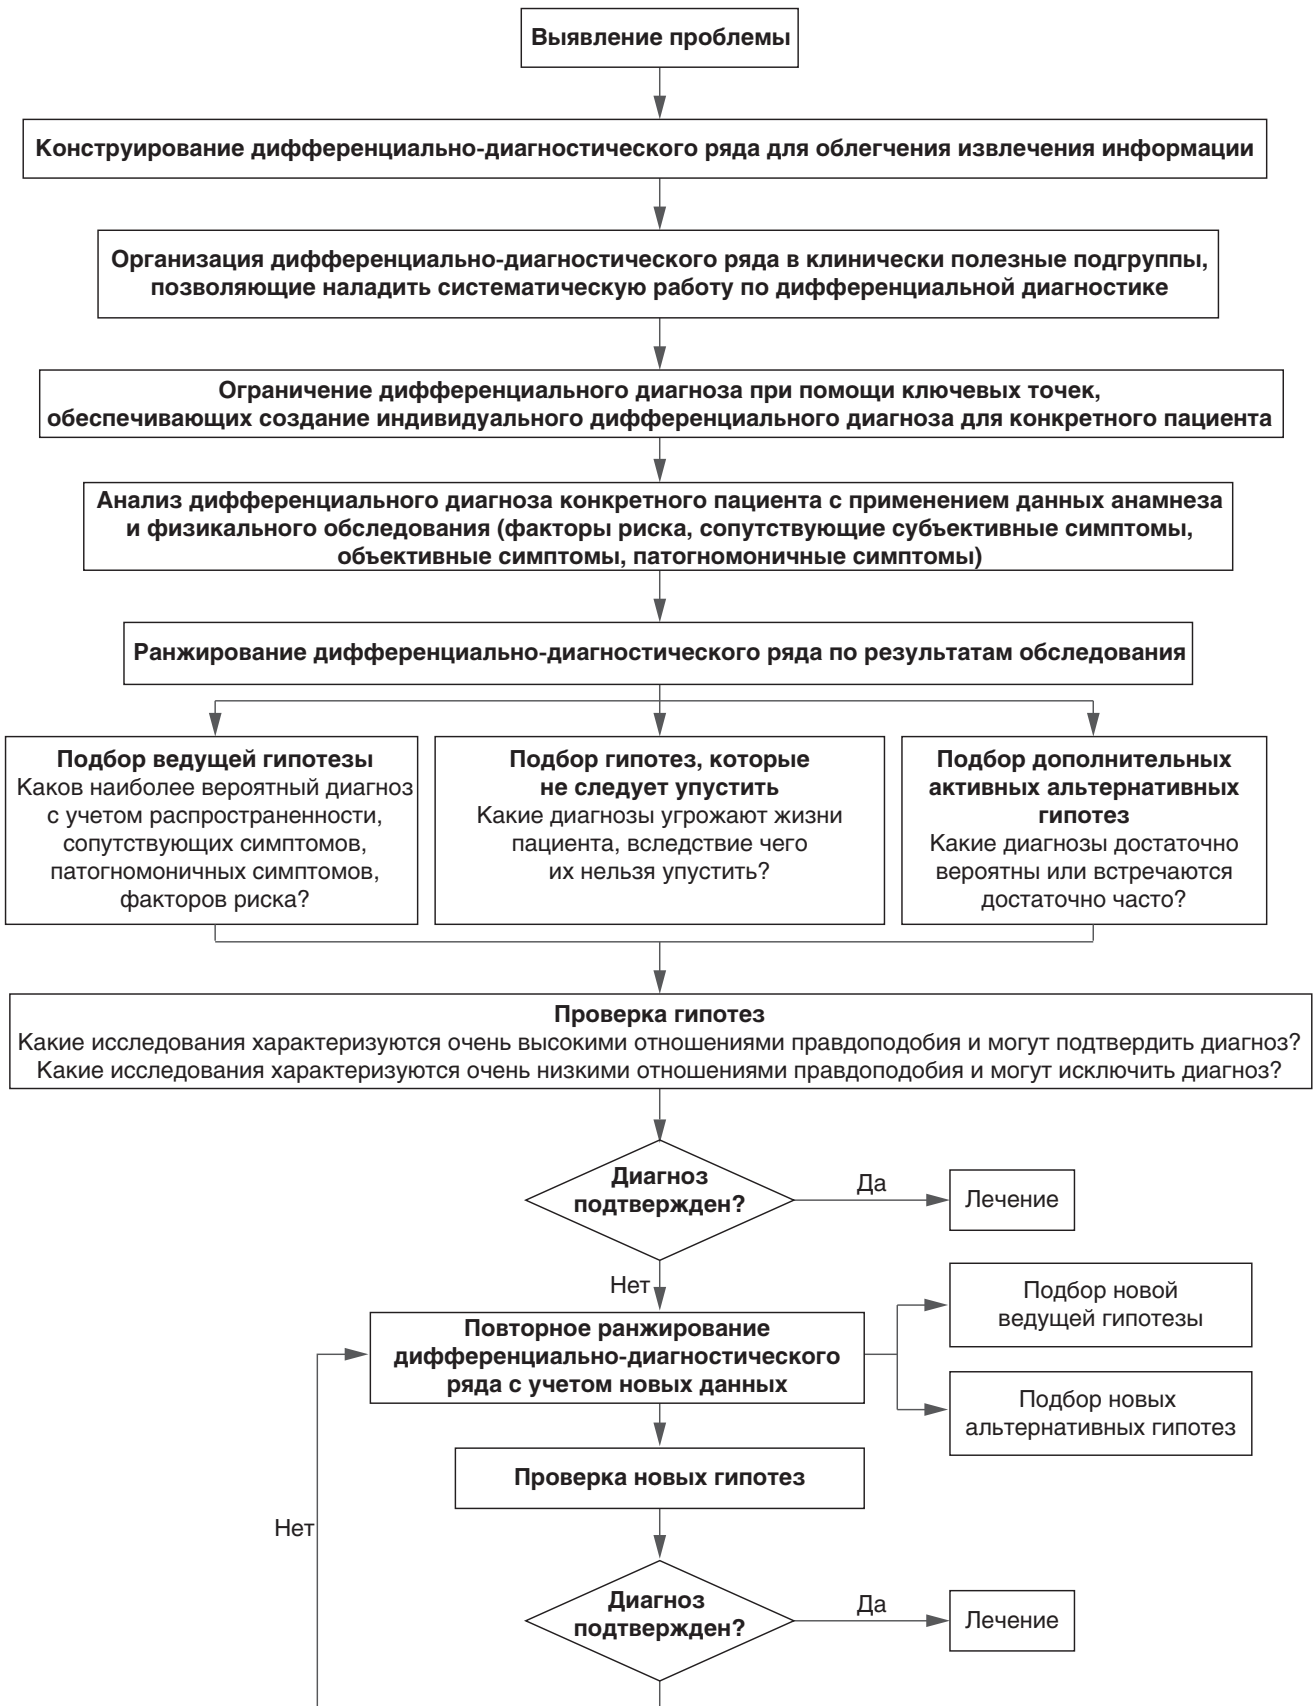 Выявление проблемы
Конструирование дифференциально-диагностического ряда для облегчения извлечения информации
Организация дифференциально-диагностического ряда в клинически полезные подгруппы,
позволяющие наладить систематическую работу по дифференциальной диагностике
Ограничение дифференциального диагноза при помощи ключевых точек,
обеспечивающих создание индивидуального дифференциального диагноза для конкретного пациента
Анализ дифференциального диагноза конкретного пациента с применением данных анамнеза
и физикального обследования (факторы риска, сопутствующие субъективные симптомы,
объективные симптомы, патогномоничные симптомы)
Ранжирование дифференциально-диагностического ряда по результатам обследования
Подбор ведущей гипотезы
Каков наиболее вероятный диагноз
с учетом распространенности,
сопутствующих симптомов,
патогномоничных симптомов,
факторов риска?
Подбор гипотез, которые
не следует упустить
Какие диагнозы угрожают жизни
пациента, вследствие чего
их нельзя упустить?
Подбор дополнительных
активных альтернативных
гипотез
Какие диагнозы достаточно
вероятны или встречаются
достаточно часто?
Проверка гипотез
Какие исследования характеризуются очень высокими отношениями правдоподобия и могут подтвердить диагноз?
Какие исследования характеризуются очень низкими отношениями правдоподобия и могут исключить диагноз?
Диагноз
подтвержден?
Да
Лечение
Нет
Повторное ранжирование
дифференциально-диагностического
ряда с учетом новых данных
Подбор новой
ведущей гипотезы
Подбор новых
альтернативных гипотез
Проверка новых гипотез
Нет
Диагноз
подтвержден?
Да
Лечение